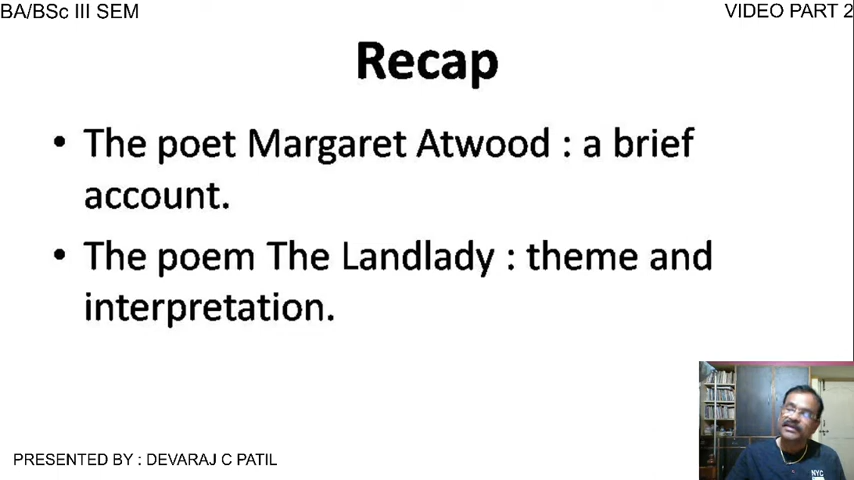 BA/BSc III SEM
VIDEO PART 2
Recap
• The poet Margaret Atwood : a brief
account.
• The poem The Landlady : theme and
interpretation.
NYC
PRESENTED BY : DEVARAJ C PATIL